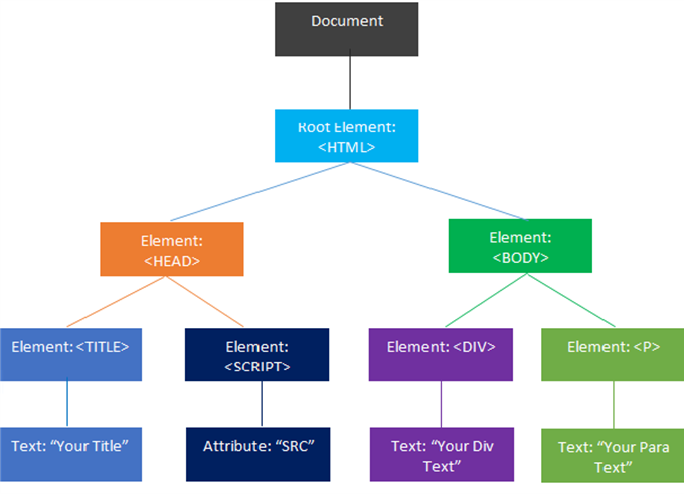 Document
Root Element:
<HTML>
Element:
<HEAD>
Element:
<BODY>
Element: <TITLE>
Element:
<SCRIPT>
Element: <DIV>
Element: <P>
Text: “Your Title”
Attribute: “SRC”
Text: “Your Div
Text”
Text: “Your Para
Text”